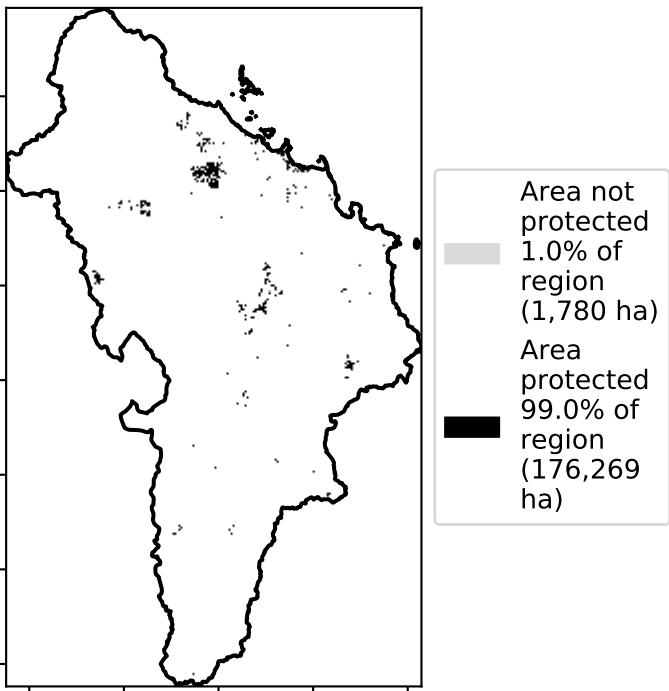 Area not
protected
1.0% of
region
(1,780 ha)
Area
protected
99.0% of
region
(176,269
ha)